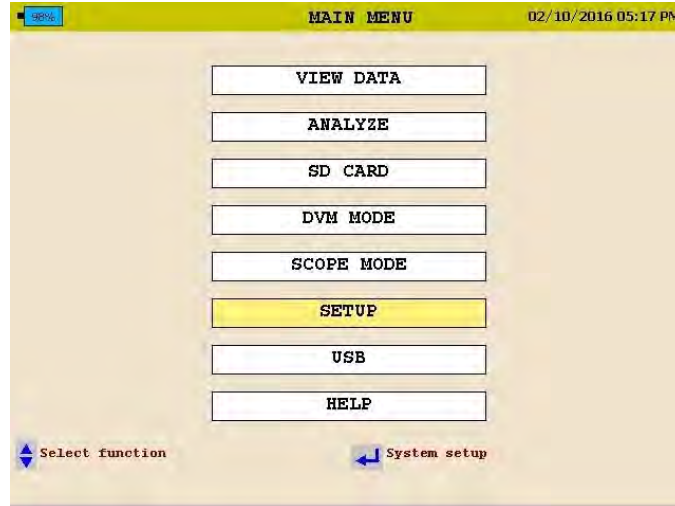 98% MAIN MENU 02/10/2016 05:17 PM
VIEW DATA
ANALYZE
SD CARD
DVM MODE
SCOPE MODE
SETUP
USB
HELP
Select function System setup